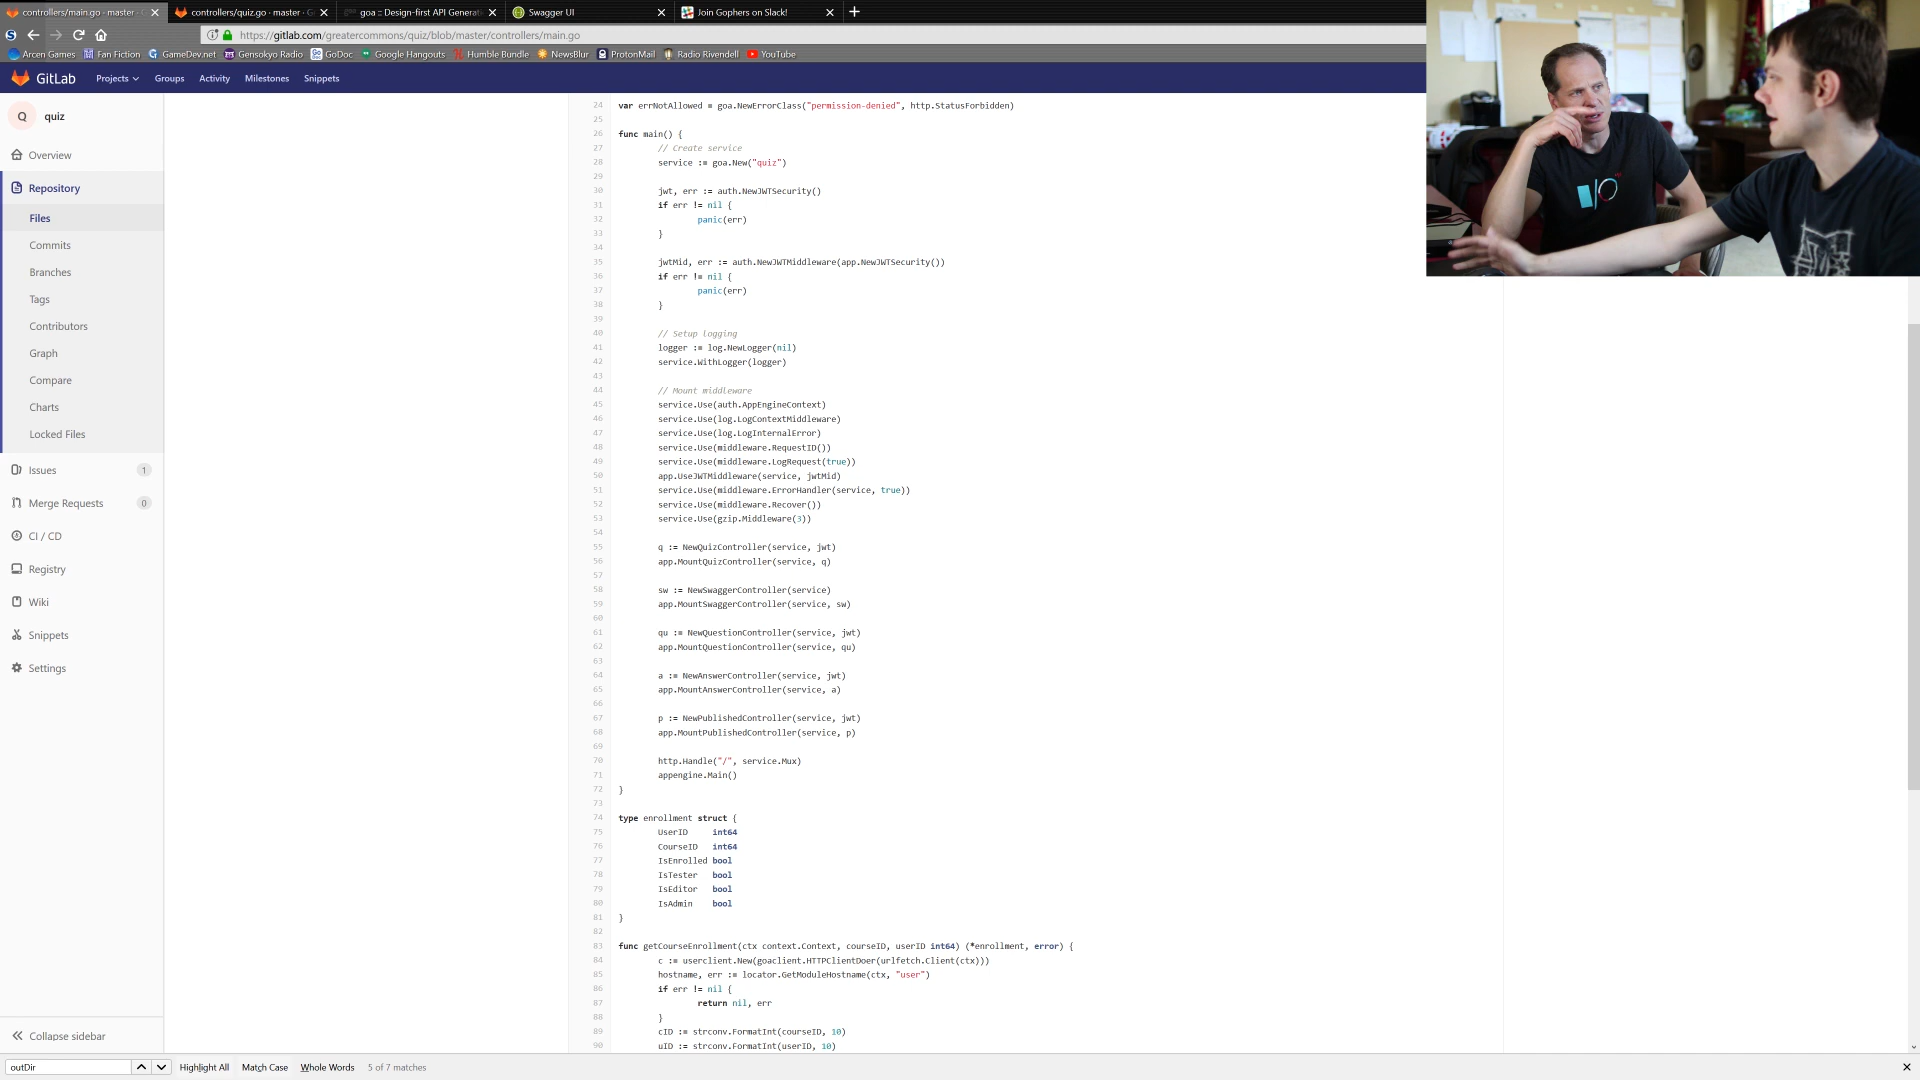 controllers/main.go · master ·
controllers/quiz.go · master · G
goa :: Design-first API Generat
Swagger UI
Join Gophers on Slack!
https://gitlab.com/greatercommons/quiz/blob/master/controllers/main.go
Arcen Games
Fan Fiction
GameDev.net
Gensokyo Radio
GoDoc
Google Hangouts
Humble Bundle
NewsBlur
ProtonMail
Radio Rivendell
YouTube
GitLab
Projects
Groups
Activity
Milestones
Snippets
Q
quiz
Overview
Repository
Files
Commits
Branches
Tags
Contributors
Graph
Compare
Charts
Locked Files
Issues
1
Merge Requests
0
CI / CD
Registry
Wiki
Snippets
Settings
Collapse sidebar
24 var errNotAllowed = goa.NewErrorClass("permission-denied", http.StatusForbidden)
25
26 func main() {
27 // Create service
28 service := goa.New("quiz")
29
30 jwt, err := auth.NewJWTSecurity()
31 if err != nil {
32 panic(err)
33 }
34
35 jwtMid, err := auth.NewJWTMiddleware(app.NewJWTSecurity())
36 if err != nil {
37 panic(err)
38 }
39
40 // Setup logging
41 logger := log.NewLogger(nil)
42 service.WithLogger(logger)
43
44 // Mount middleware
45 service.Use(auth.AppEngineContext)
46 service.Use(log.LogContextMiddleware)
47 service.Use(log.LogInternalError)
48 service.Use(middleware.RequestID())
49 service.Use(middleware.LogRequest(true))
50 app.UseJWTMiddleware(service, jwtMid)
51 service.Use(middleware.ErrorHandler(service, true))
52 service.Use(middleware.Recover())
53 service.Use(gzip.Middleware(3))
54
55 q := NewQuizController(service, jwt)
56 app.MountQuizController(service, q)
57
58 sw := NewSwaggerController(service)
59 app.MountSwaggerController(service, sw)
60
61 qu := NewQuestionController(service, jwt)
62 app.MountQuestionController(service, qu)
63
64 a := NewAnswerController(service, jwt)
65 app.MountAnswerController(service, a)
66
67 p := NewPublishedController(service, jwt)
68 app.MountPublishedController(service, p)
69
70 http.Handle("/", service.Mux)
71 appengine.Main()
72 }
73
74 type enrollment struct {
75 UserID int64
76 CourseID int64
77 IsEnrolled bool
78 IsTester bool
79 IsEditor bool
80 IsAdmin bool
81 }
82
83 func getCourseEnrollment(ctx context.Context, courseID, userID int64) (*enrollment, error) {
84 c := userclient.New(goaclient.HTTPClientDoer(urlfetch.Client(ctx)))
85 hostname, err := locator.GetModuleHostname(ctx, "user")
86 if err != nil {
87 return nil, err
88 }
89 cID := strconv.FormatInt(courseID, 10)
90 uID := strconv.FormatInt(userID, 10)
outDir
Highlight All
Match Case
Whole Words
5 of 7 matches
I/O